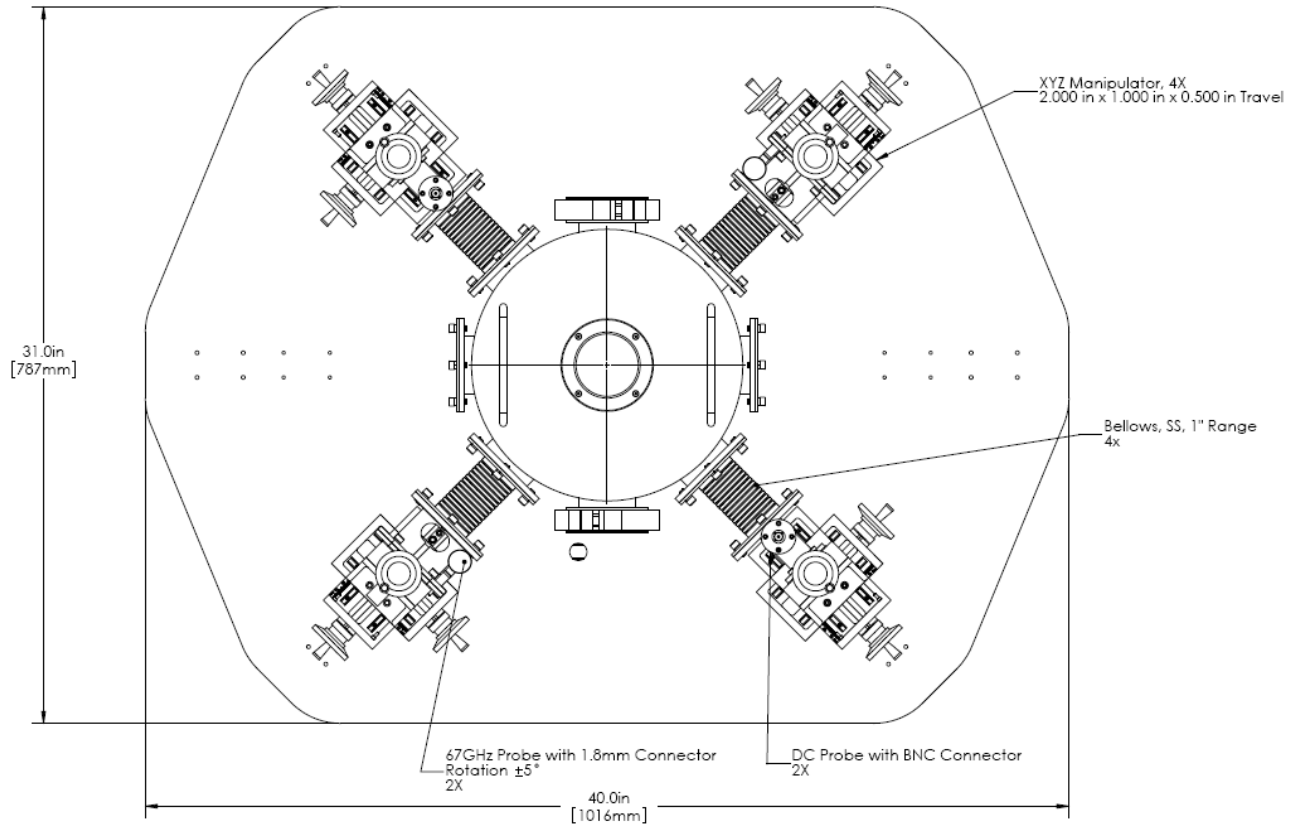 XYZ Manipulator, 4X
2.000 in x 1.000 in x 0.500 in Travel
31.0in
[787mm]
Bellows, SS, 1" Range
4x
67GHz Probe with 1.8mm Connector
Rotation ±5°
2X
DC Probe with BNC Connector
2X
40.0in
[1016mm]